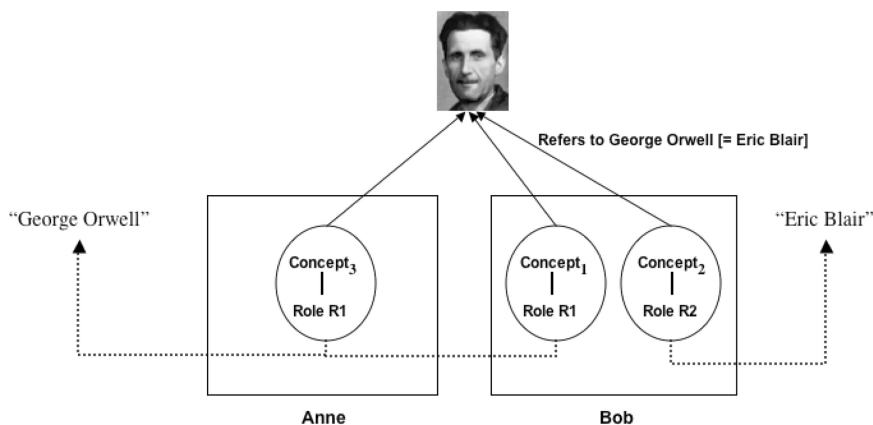 Refers to George Orwell [= Eric Blair]
“George Orwell”
“Eric Blair”
Concept3
Role R1
Concept1
Role R1
Concept2
Role R2
Anne
Bob